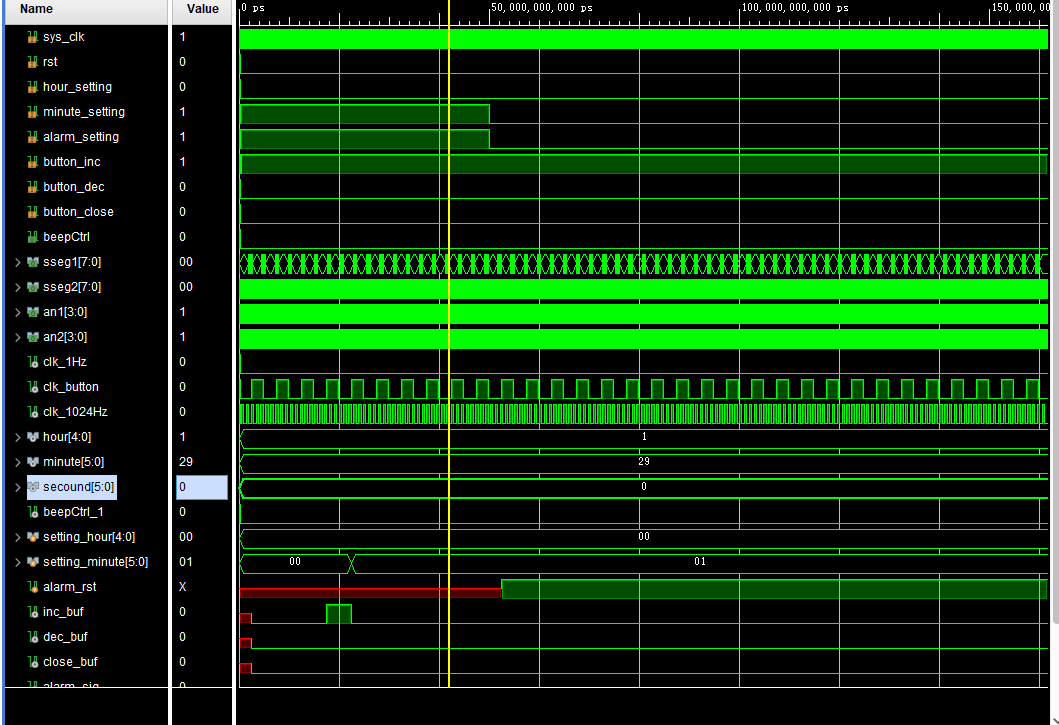 Name Value 0 ps 50,000,000,000 ps 100,000,000,000 ps 150,000,00
sys_clk 1
rst 0
hour_setting 0
minute_setting 1
alarm_setting 1
button_inc 1
button_dec 0
button_close 0
beepCtrl 0
sseg1[7:0] 00
sseg2[7:0] 00
an1[3:0] 1
an2[3:0] 1
clk_1Hz 0
clk_button 0
clk_1024Hz 0
hour[4:0] 1 1
minute[5:0] 29 29
secound[5:0] 0 0
beepCtrl_1 0
setting_hour[4:0] 00 00
setting_minute[5:0] 01 00 01
alarm_rst X
inc_buf 0
dec_buf 0
close_buf 0
alarm_sig 0